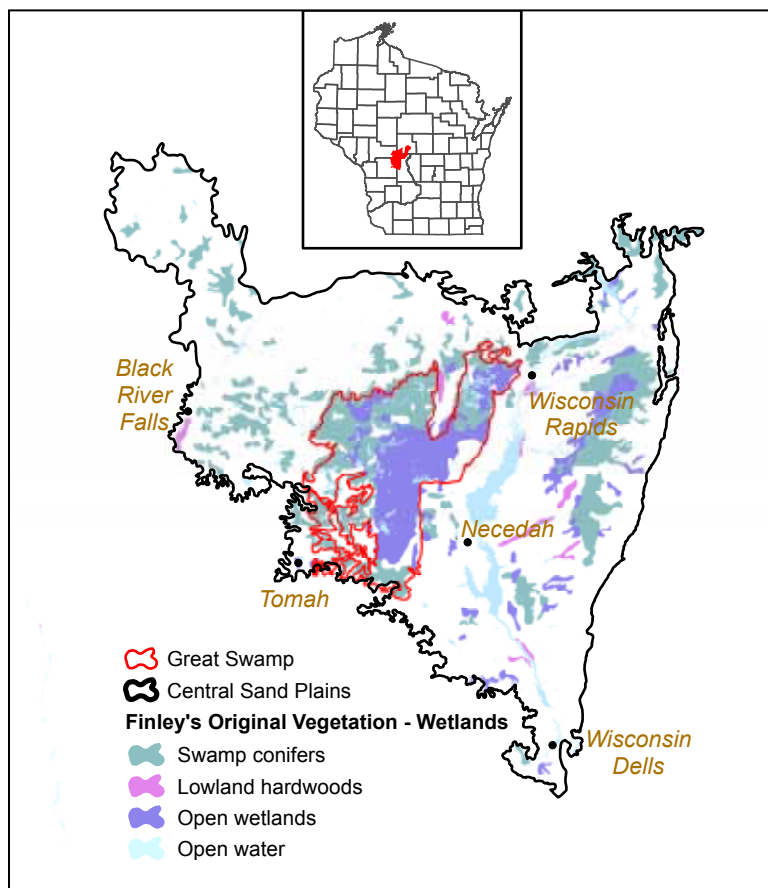 Black
River
Falls
Wisconsin
Rapids
Necedah
Tomah
Great Swamp
Central Sand Plains
Finley's Original Vegetation - Wetlands
Swamp conifers
Lowland hardwoods
Open wetlands
Open water
Wisconsin
Dells